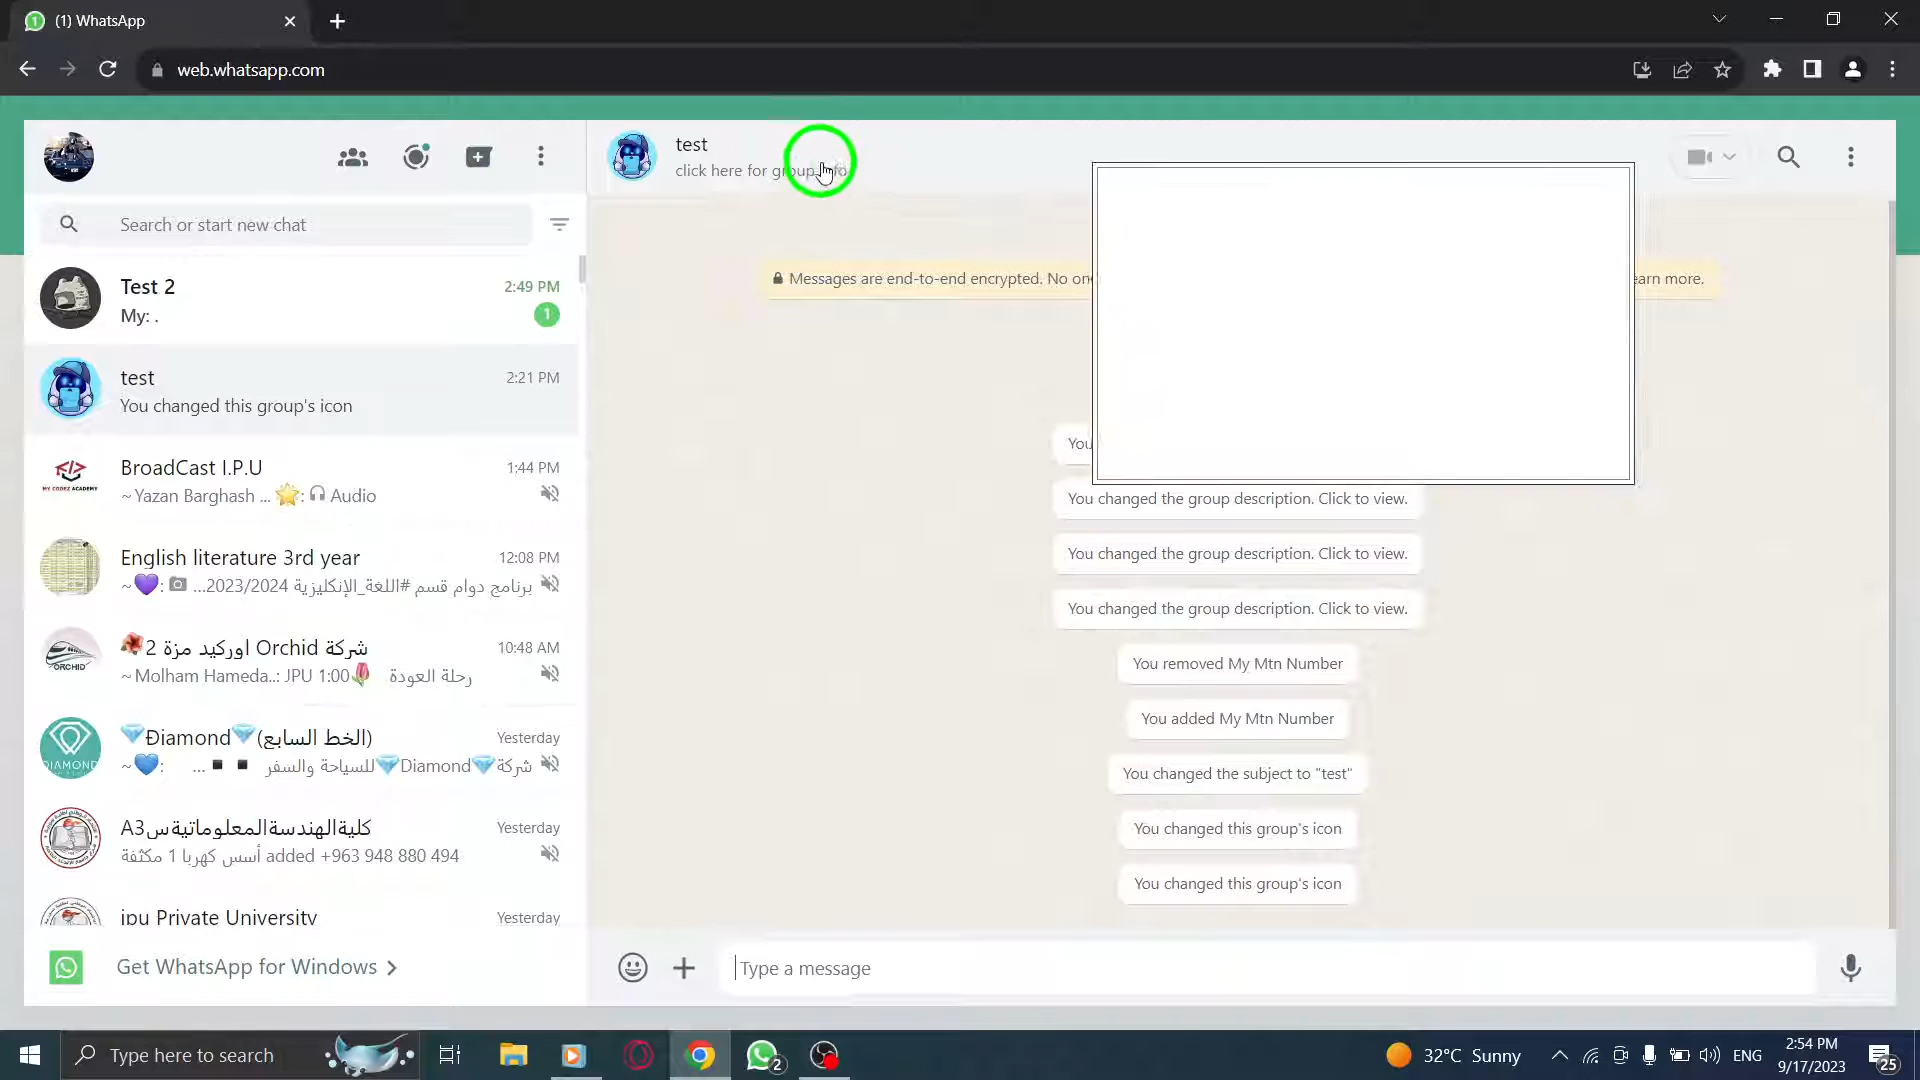 (1) WhatsApp
web.whatsapp.com
test
click here for group
Search or start new chat
Test 2
2:49 PM
My: .
1
test
2:21 PM
You changed this group's icon
BroadCast I.P.U
1:44 PM
~Yazan Barghash ... 🌟: Audio
MY CODEZ ACADEMY
English literature 3rd year
12:08 PM
~💜: برنامج دوام قسم #اللغة_الإنكليزية 2023/2024...
🌺شركة Orchid اوركيد مزة 2
10:48 AM
~Molham Hameda..: JPU 1:00🌷 رحلة العودة
ORCHID
💎Điamond💎(الخط السابع)
Yesterday
~💙: ... ▪ ▪ شركة💎Diamond💎للسياحة والسفر
DIAMOND
كليةالهندسةالمعلوماتيةسA3
Yesterday
أسس كهربا 1 مكثفة added +963 948 880 494
ipu Private University
Yesterday
Get WhatsApp for Windows
Messages are end-to-end encrypted. No on
earn more.
You
You changed the group description. Click to view.
You changed the group description. Click to view.
You changed the group description. Click to view.
You removed My Mtn Number
You added My Mtn Number
You changed the subject to "test"
You changed this group's icon
You changed this group's icon
Type a message
Type here to search
2
32°C Sunny
ENG
2:54 PM
9/17/2023
25